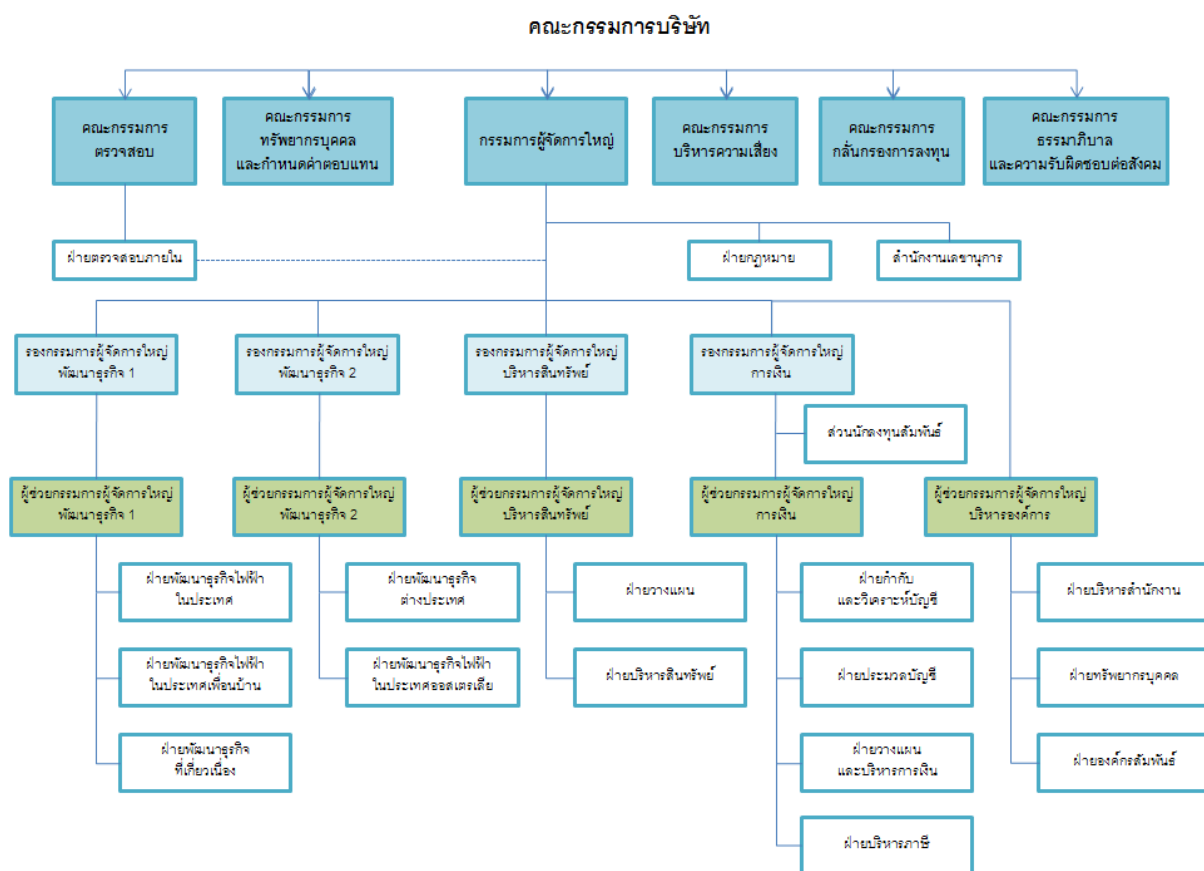 คณะกรรมการบริษัท
คณะกรรมการ
ตรวจสอบ
คณะกรรมการ
ทรัพยากรบุคคล
และกำหนดค่าตอบแทน
กรรมการผู้จัดการใหญ่
คณะกรรมการ
บริหารความเสี่ยง
คณะกรรมการ
กลั่นกรองการลงทุน
คณะกรรมการ
ธรรมาภิบาล
และความรับผิดชอบต่อสังคม
ฝ่ายตรวจสอบภายใน
ฝ่ายกฎหมาย
สำนักงานเลขานุการ
รองกรรมการผู้จัดการใหญ่
พัฒนาธุรกิจ 1
รองกรรมการผู้จัดการใหญ่
พัฒนาธุรกิจ 2
รองกรรมการผู้จัดการใหญ่
บริหารสินทรัพย์
รองกรรมการผู้จัดการใหญ่
การเงิน
ส่วนนักลงทุนสัมพันธ์
ผู้ช่วยกรรมการผู้จัดการใหญ่
พัฒนาธุรกิจ 1
ผู้ช่วยกรรมการผู้จัดการใหญ่
พัฒนาธุรกิจ 2
ผู้ช่วยกรรมการผู้จัดการใหญ่
บริหารสินทรัพย์
ผู้ช่วยกรรมการผู้จัดการใหญ่
การเงิน
ผู้ช่วยกรรมการผู้จัดการใหญ่
บริหารองค์การ
ฝ่ายพัฒนาธุรกิจไฟฟ้า
ในประเทศ
ฝ่ายพัฒนาธุรกิจ
ต่างประเทศ
ฝ่ายวางแผน
ฝ่ายกำกับ
และวิเคราะห์บัญชี
ฝ่ายบริหารสำนักงาน
ฝ่ายพัฒนาธุรกิจไฟฟ้า
ในประเทศเพื่อนบ้าน
ฝ่ายพัฒนาธุรกิจไฟฟ้า
ในประเทศออสเตรเลีย
ฝ่ายบริหารสินทรัพย์
ฝ่ายประมวลบัญชี
ฝ่ายทรัพยากรบุคคล
ฝ่ายพัฒนาธุรกิจ
ที่เกี่ยวเนื่อง
ฝ่ายวางแผน
และบริหารการเงิน
ฝ่ายองค์กรสัมพันธ์
ฝ่ายบริหารภาษี